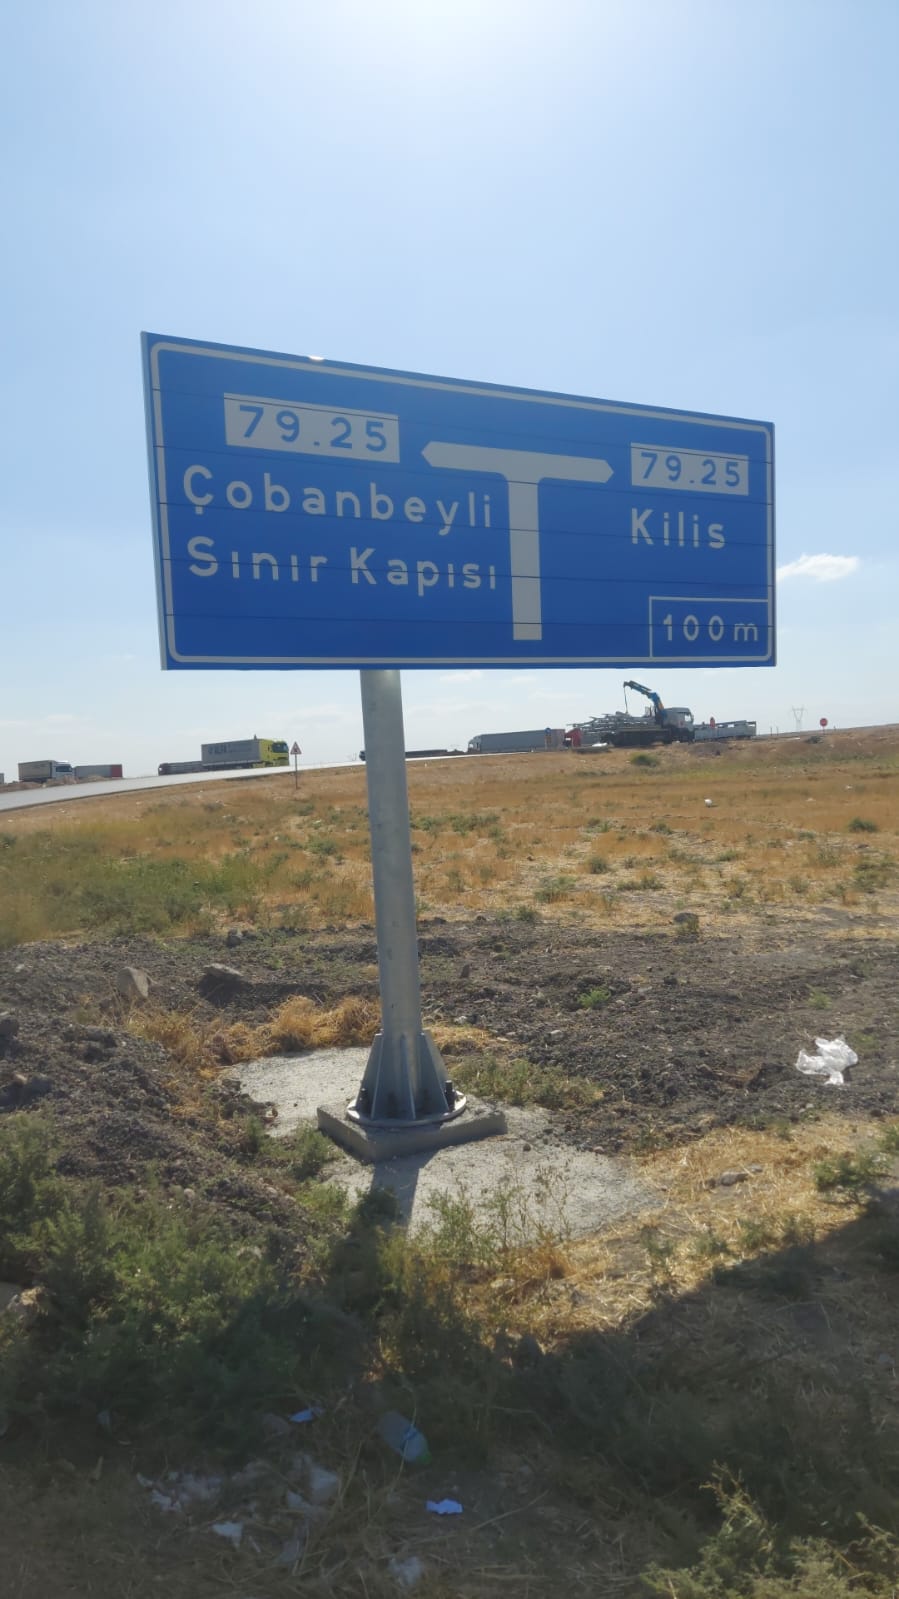 79.25
Çobanbeyli
Sınır Kapısı
79.25
Kilis
100m